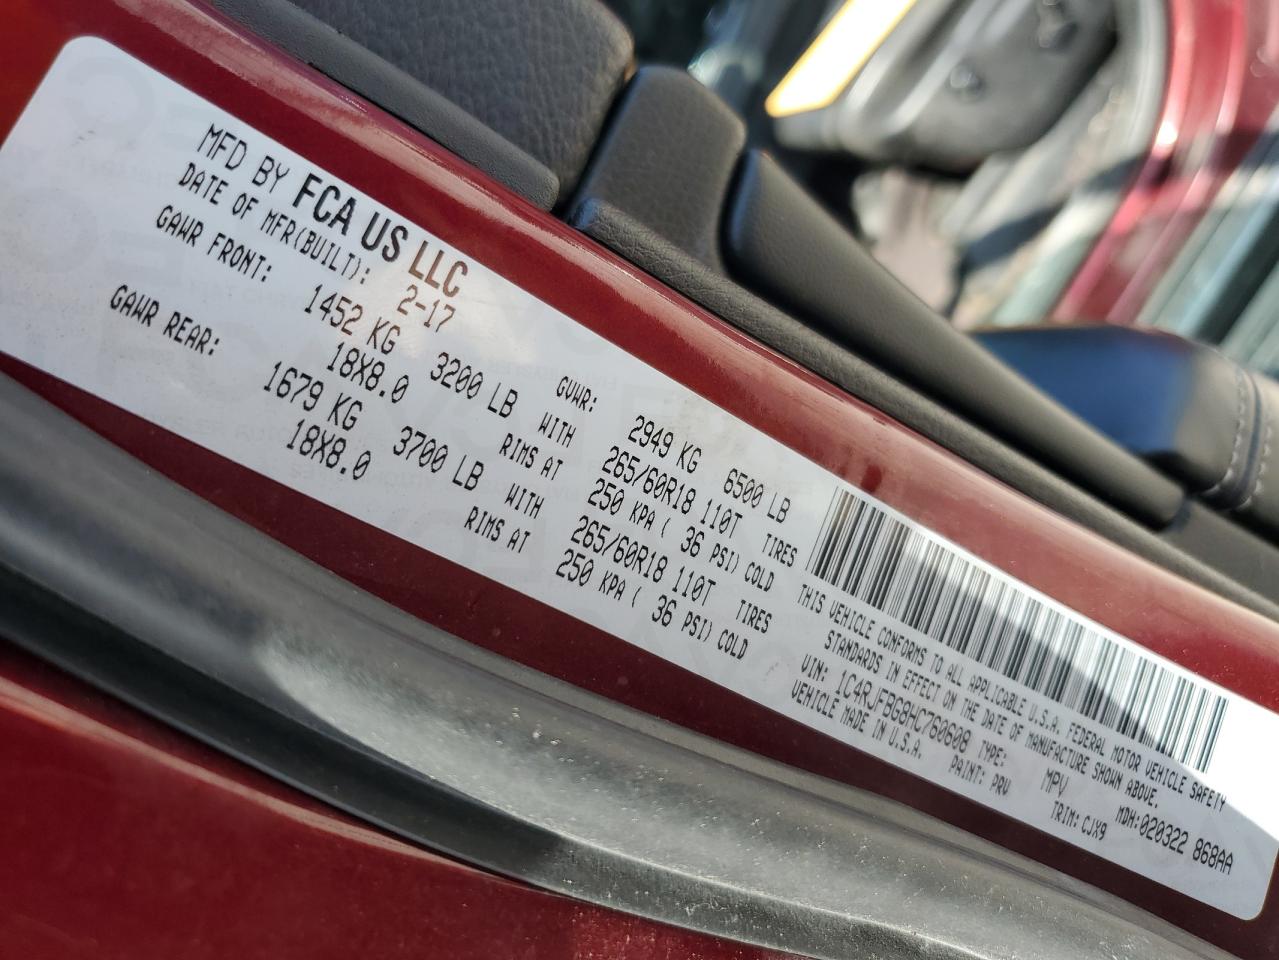 MFD BY FCA US LLC
DATE OF MFR(BUILT): 2-17 GVWR: 2949 KG 6500 LB
GAWR FRONT: 1452 KG 3200 LB WITH 265/60R18 110T TIRES
18X8.0 RIMS AT 250 KPA ( 36 PSI) COLD
GAWR REAR: 1679 KG 3700 LB WITH 265/60R18 110T TIRES
18X8.0 RIMS AT 250 KPA ( 36 PSI) COLD
THIS VEHICLE CONFORMS TO ALL APPLICABLE U.S.A. FEDERAL MOTOR VEHICLE SAFETY
STANDARDS IN EFFECT ON THE DATE OF MANUFACTURE SHOWN ABOVE.
VIN: 1C4RJFBG8HC760608 TYPE: MPV MDH:020322 868AA
VEHICLE MADE IN U.S.A. PAINT: PRV TRIM: CJX9